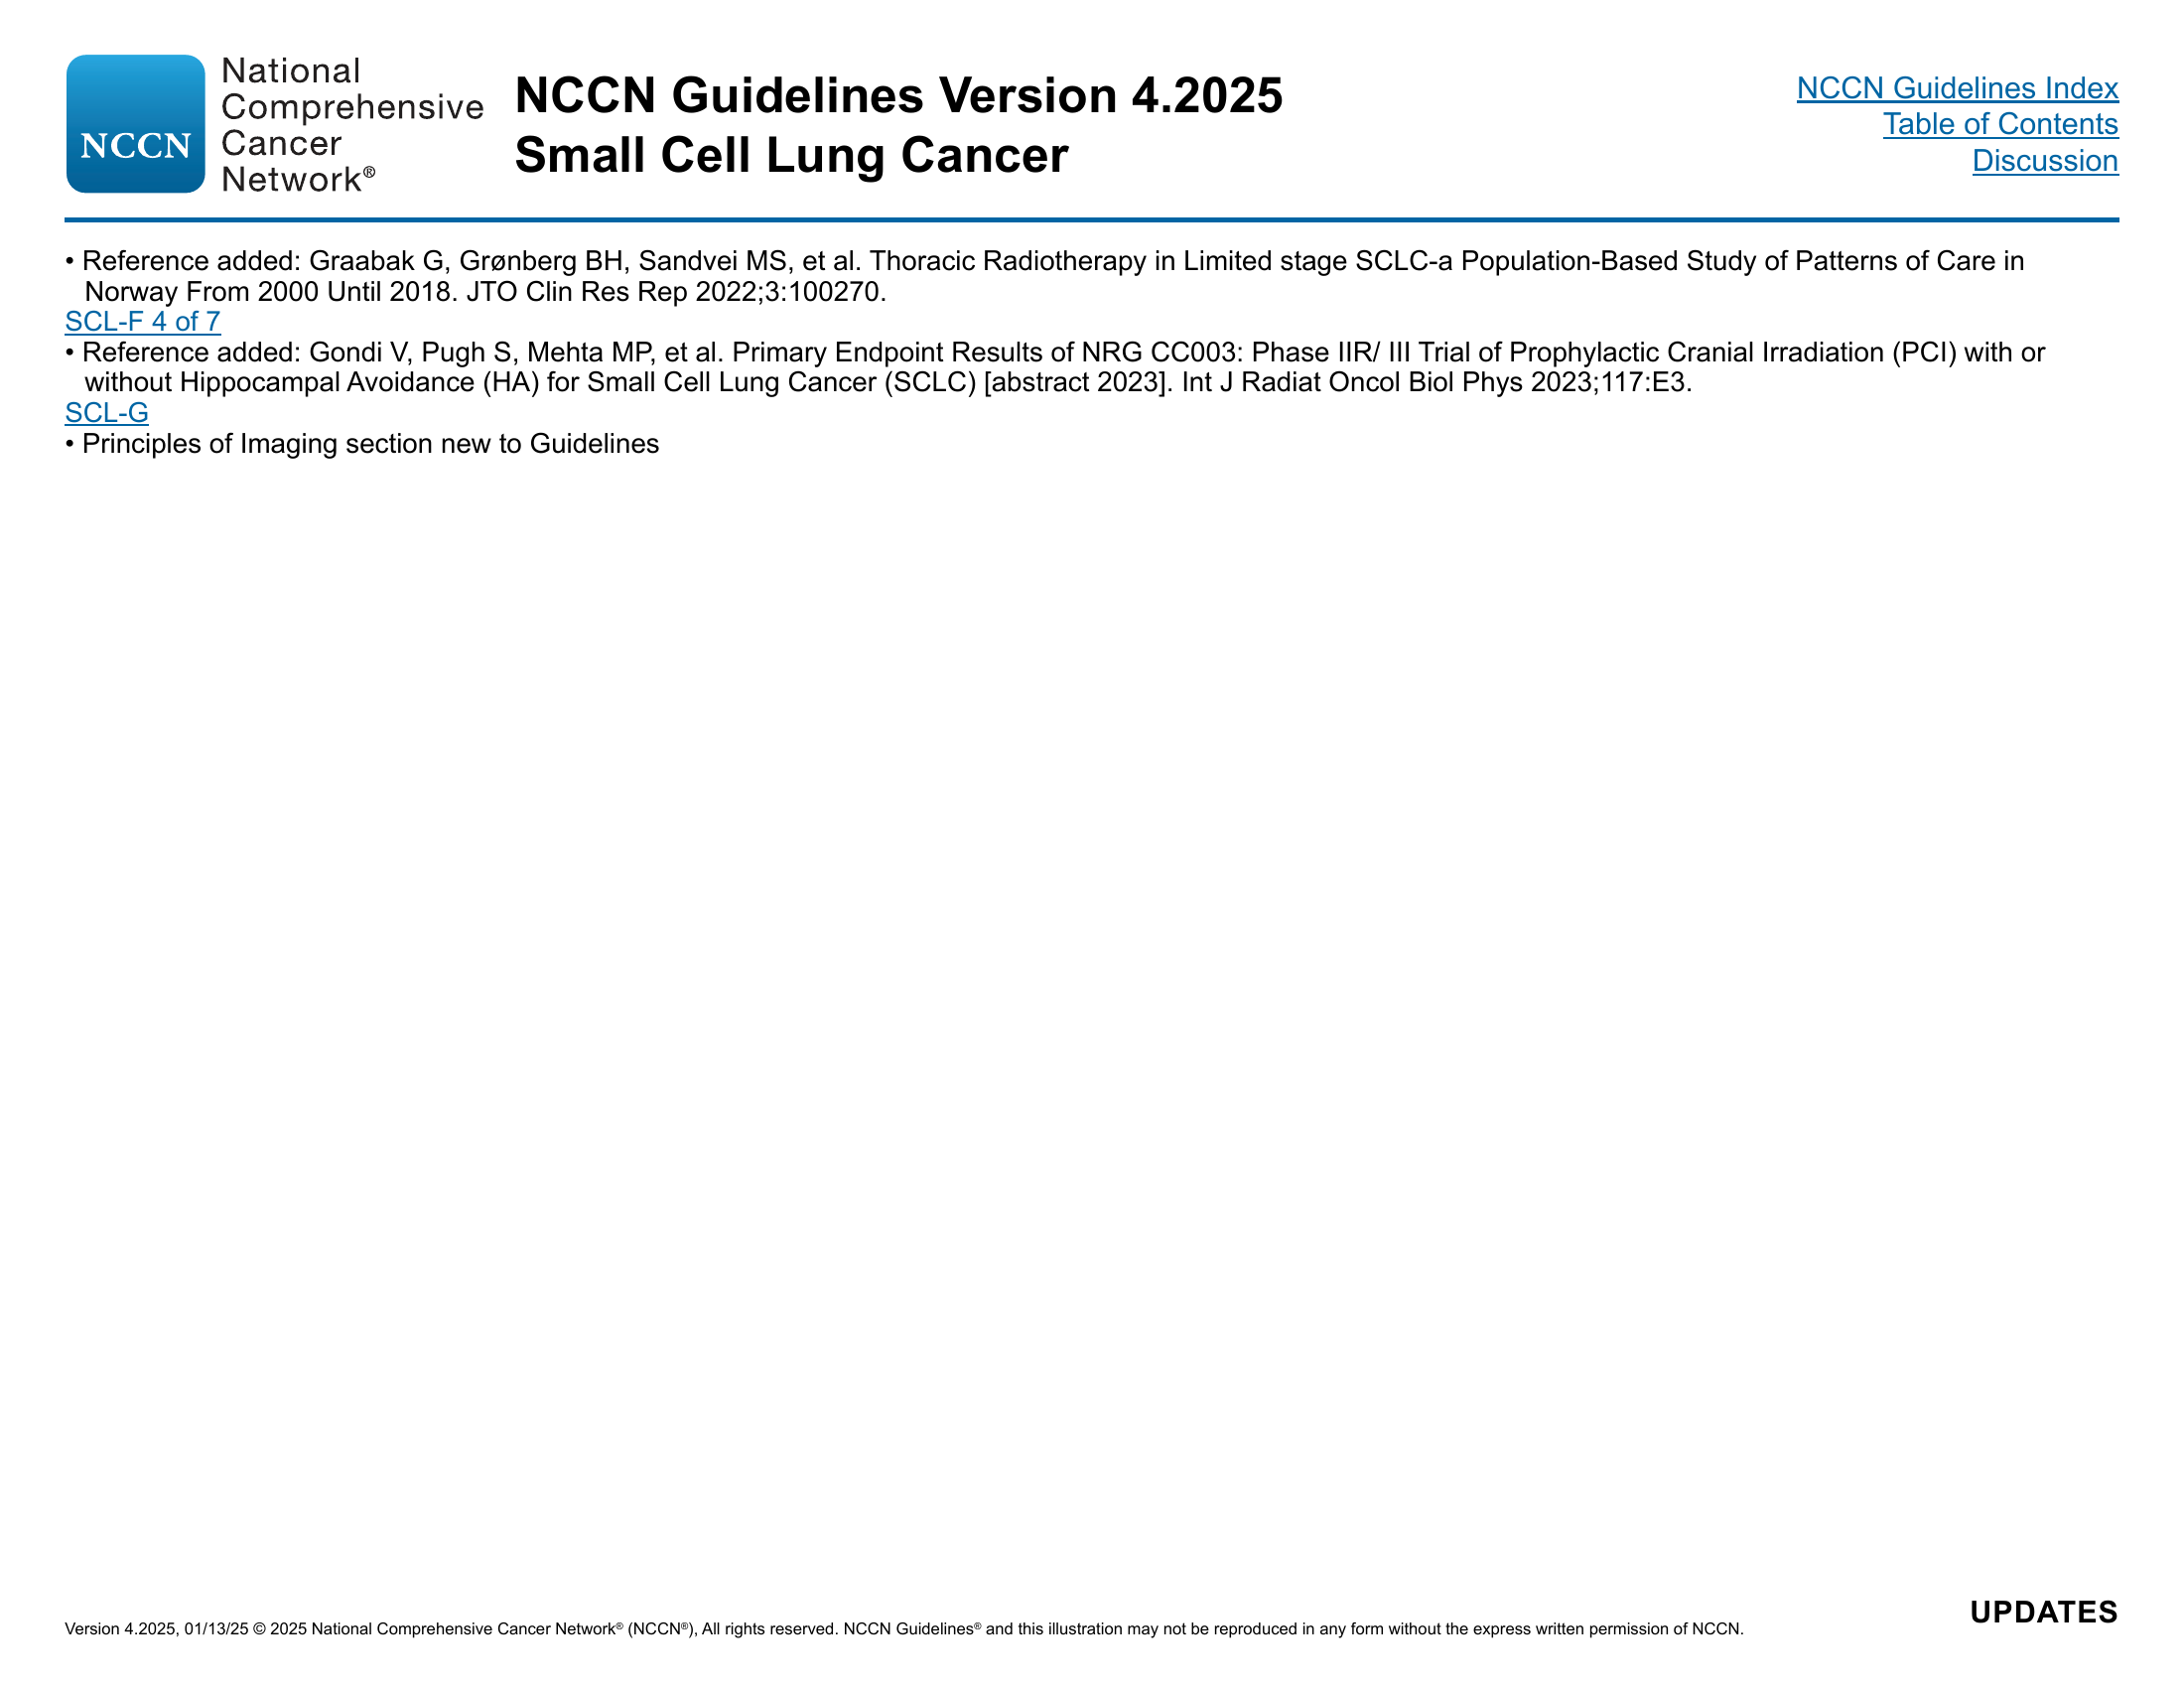 NCCN
National
Comprehensive
Cancer
Network®
NCCN Guidelines Version 4.2025
Small Cell Lung Cancer
NCCN Guidelines Index
Table of Contents
Discussion
• Reference added: Graabak G, Grønberg BH, Sandvei MS, et al. Thoracic Radiotherapy in Limited stage SCLC-a Population-Based Study of Patterns of Care in
Norway From 2000 Until 2018. JTO Clin Res Rep 2022;3:100270.
SCL-F 4 of 7
• Reference added: Gondi V, Pugh S, Mehta MP, et al. Primary Endpoint Results of NRG CC003: Phase IIR/ III Trial of Prophylactic Cranial Irradiation (PCI) with or
without Hippocampal Avoidance (HA) for Small Cell Lung Cancer (SCLC) [abstract 2023]. Int J Radiat Oncol Biol Phys 2023;117:E3.
SCL-G
• Principles of Imaging section new to Guidelines
UPDATES
Version 4.2025, 01/13/25 © 2025 National Comprehensive Cancer Network® (NCCN®), All rights reserved. NCCN Guidelines® and this illustration may not be reproduced in any form without the express written permission of NCCN.